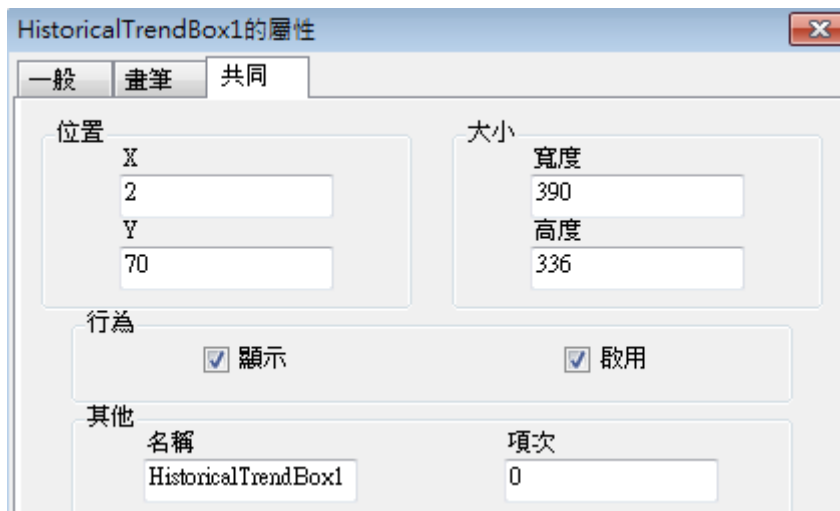 HistoricalTrendBox1的屬性
一般 畫筆 共同
位置 大小
X 寬度
2 390
Y 高度
70 336
行為
顯示 啟用
其他
名稱 項次
HistoricalTrendBox1 0